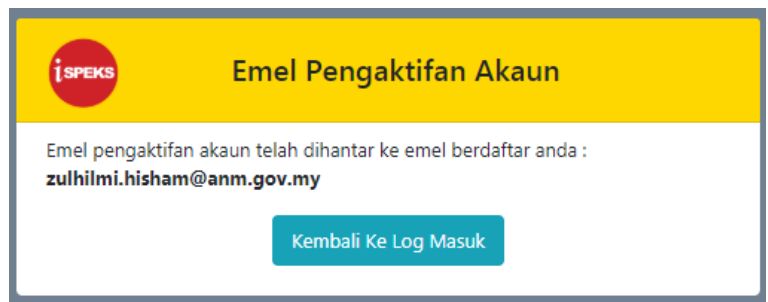 iSPEKS
Emel Pengaktifan Akaun
Emel pengaktifan akaun telah dihantar ke emel berdaftar anda :
zulhilmi.hisham@anm.gov.my
Kembali Ke Log Masuk